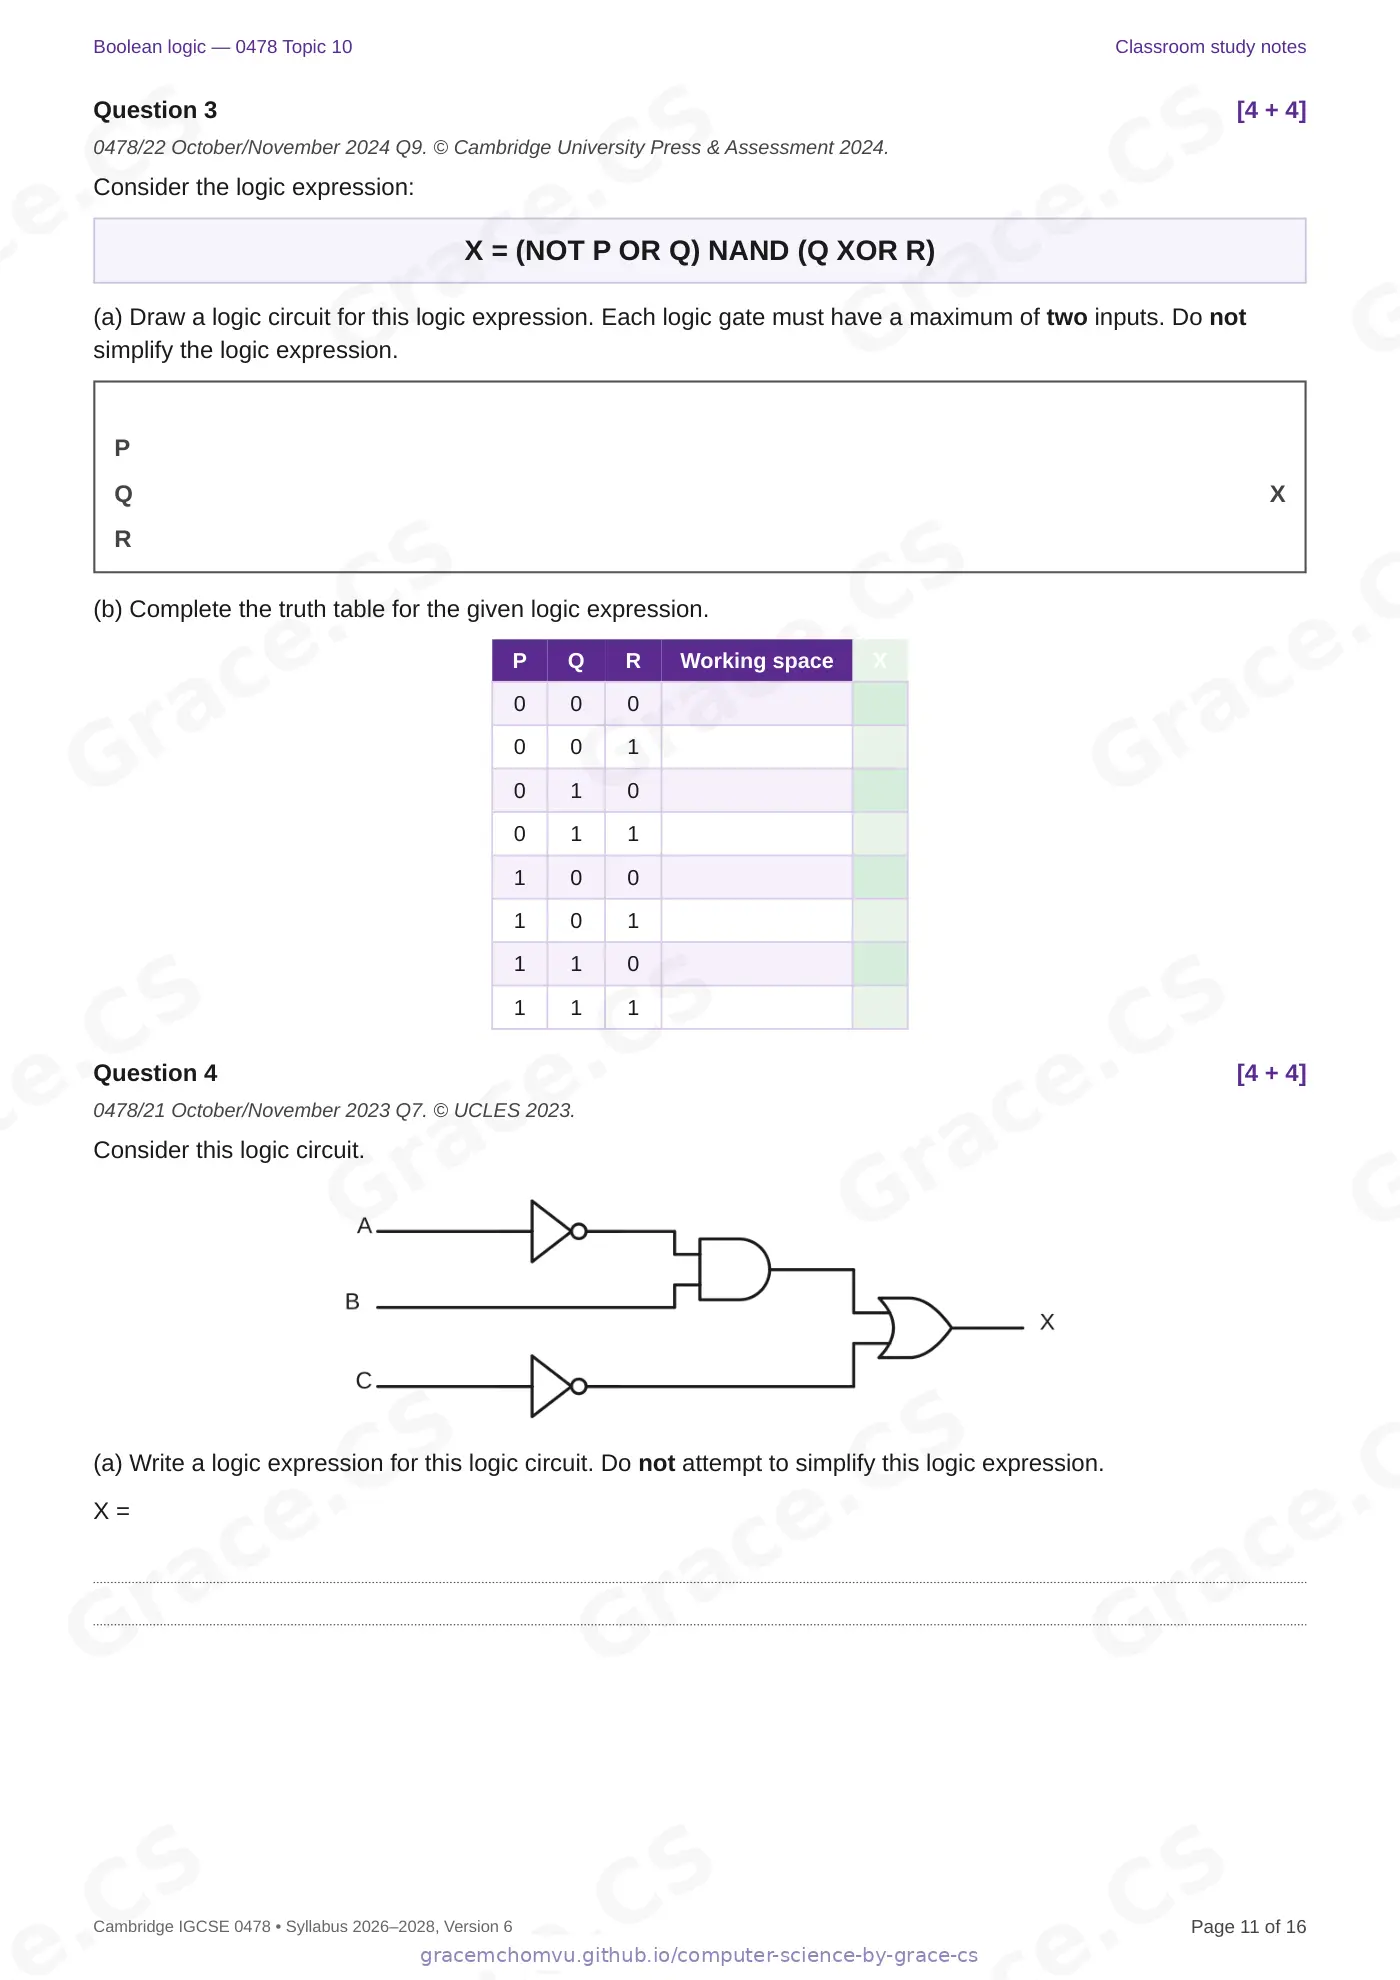 Boolean logic — 0478 Topic 10 Classroom study notes
Question 3 [4 + 4]
0478/22 October/November 2024 Q9. © Cambridge University Press & Assessment 2024.
Consider the logic expression:
X = (NOT P OR Q) NAND (Q XOR R)
(a) Draw a logic circuit for this logic expression. Each logic gate must have a maximum of two inputs. Do not
simplify the logic expression.
P
Q X
R
(b) Complete the truth table for the given logic expression.
P Q R Working space X
0 0 0
0 0 1
0 1 0
0 1 1
1 0 0
1 0 1
1 1 0
1 1 1
Question 4 [4 + 4]
0478/21 October/November 2023 Q7. © UCLES 2023.
Consider this logic circuit.
A
B
X
C
(a) Write a logic expression for this logic circuit. Do not attempt to simplify this logic expression.
X =
Cambridge IGCSE 0478 • Syllabus 2026–2028, Version 6 Page 11 of 16
gracemchomvu.github.io/computer-science-by-grace-cs
Grace.CS